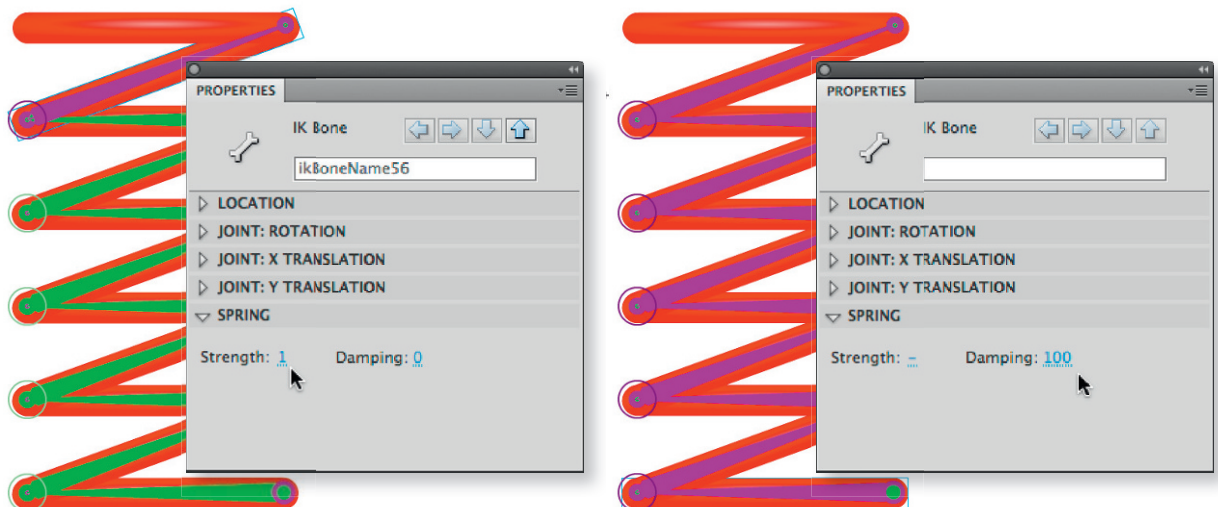 PROPERTIES
IK Bone
ikBoneName56
LOCATION
JOINT: ROTATION
JOINT: X TRANSLATION
JOINT: Y TRANSLATION
SPRING
Strength: 1 Damping: 0
PROPERTIES
IK Bone
LOCATION
JOINT: ROTATION
JOINT: X TRANSLATION
JOINT: Y TRANSLATION
SPRING
Strength: – Damping: 100